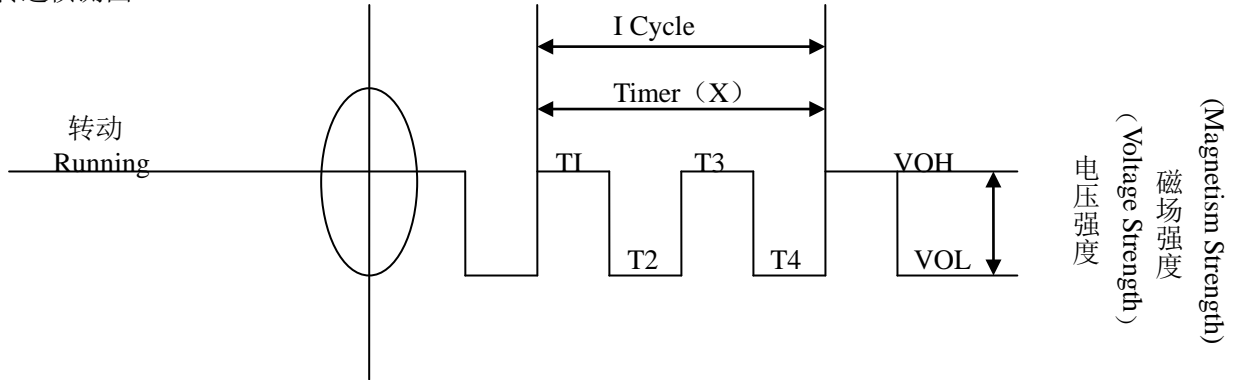 I Cycle
Timer（X）
转动
Running
TI
T3
VOH
T2
T4
VOL
电压强度
（Voltage Strength）
磁场强度
(Magnetism Strength)